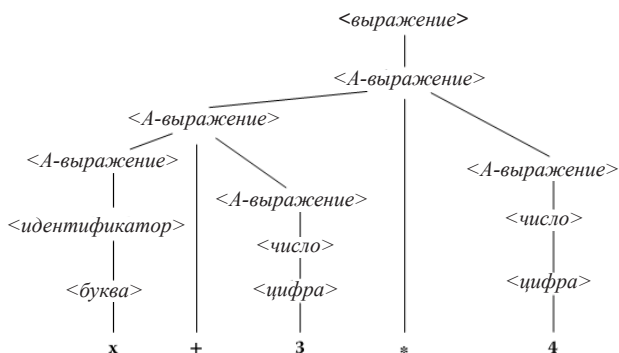 <выражение>
<А-выражение>
<А-выражение>
<А-выражение> <А-выражение>
<А-выражение>
<идентификатор> <число>
<число>
<буква> <цифра> <цифра>
x + 3 * 4